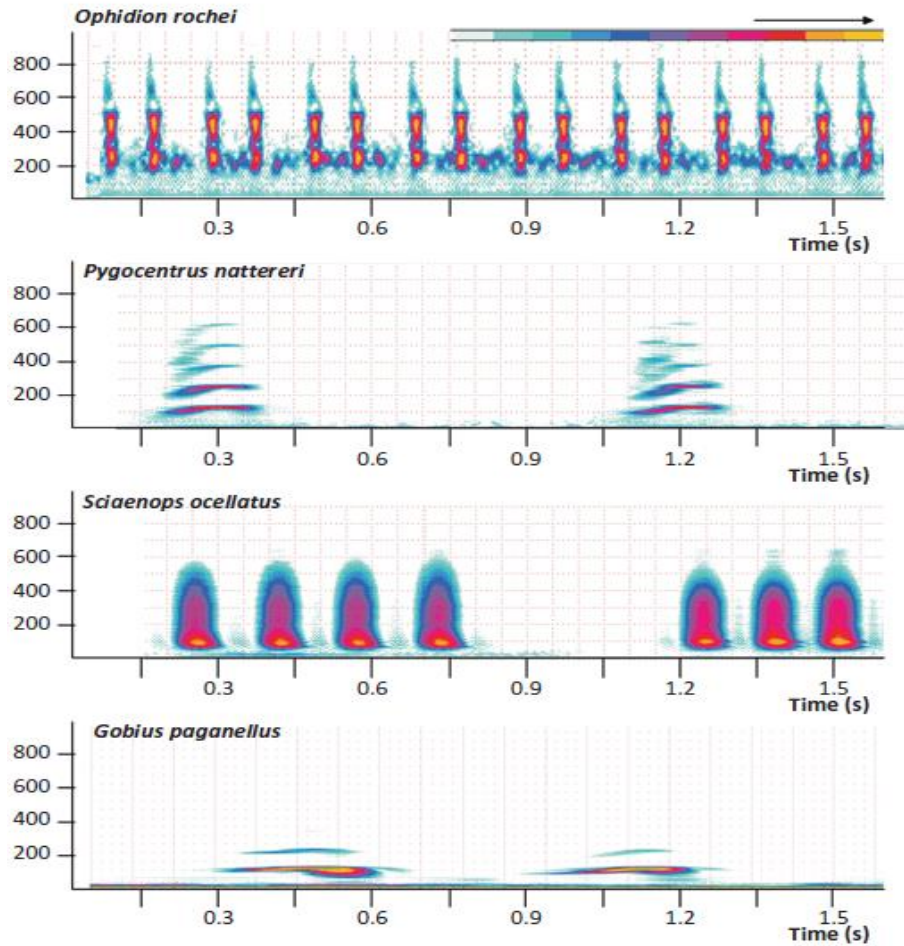 Ophidion rochei
800
600
400
200
0.3 0.6 0.9 1.2 1.5
Time (s)
Pygocentrus nattereri
800
600
400
200
0.3 0.6 0.9 1.2 1.5
Time (s)
Sciaenops ocellatus
800
600
400
200
0.3 0.6 0.9 1.2 1.5
Time (s)
Gobius paganellus
800
600
400
200
0.3 0.6 0.9 1.2 1.5
Time (s)